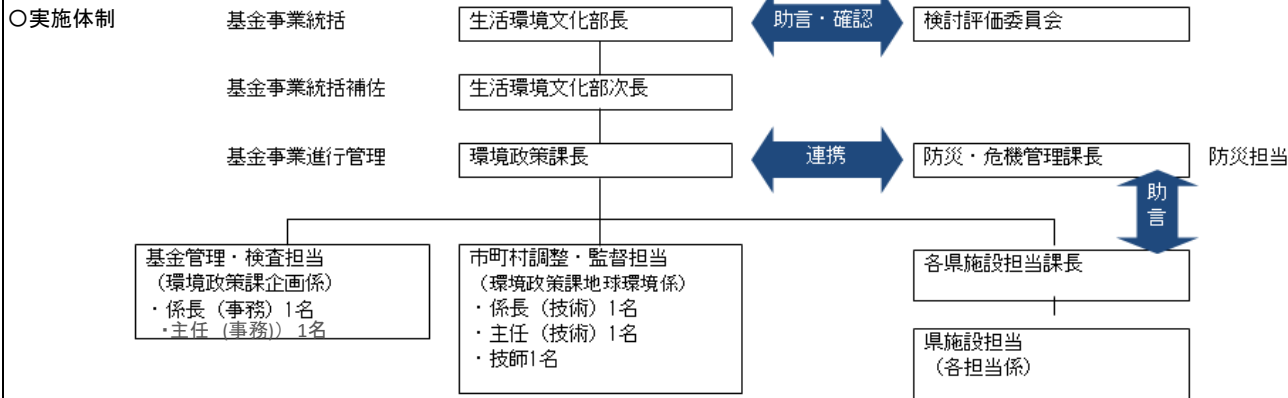 ○実施体制
基金事業統括
生活環境文化部長
助言・確認
検討評価委員会
基金事業統括補佐
生活環境文化部次長
基金事業進行管理
環境政策課長
連携
防災・危機管理課長
防災担当
助言
基金管理・検査担当
（環境政策課企画係）
・係長（事務）1名
・主任（事務)）1名
市町村調整・監督担当
（環境政策課地球環境係）
・係長（技術）1名
・主任（技術）1名
・技師1名
各県施設担当課長
県施設担当
（各担当係）